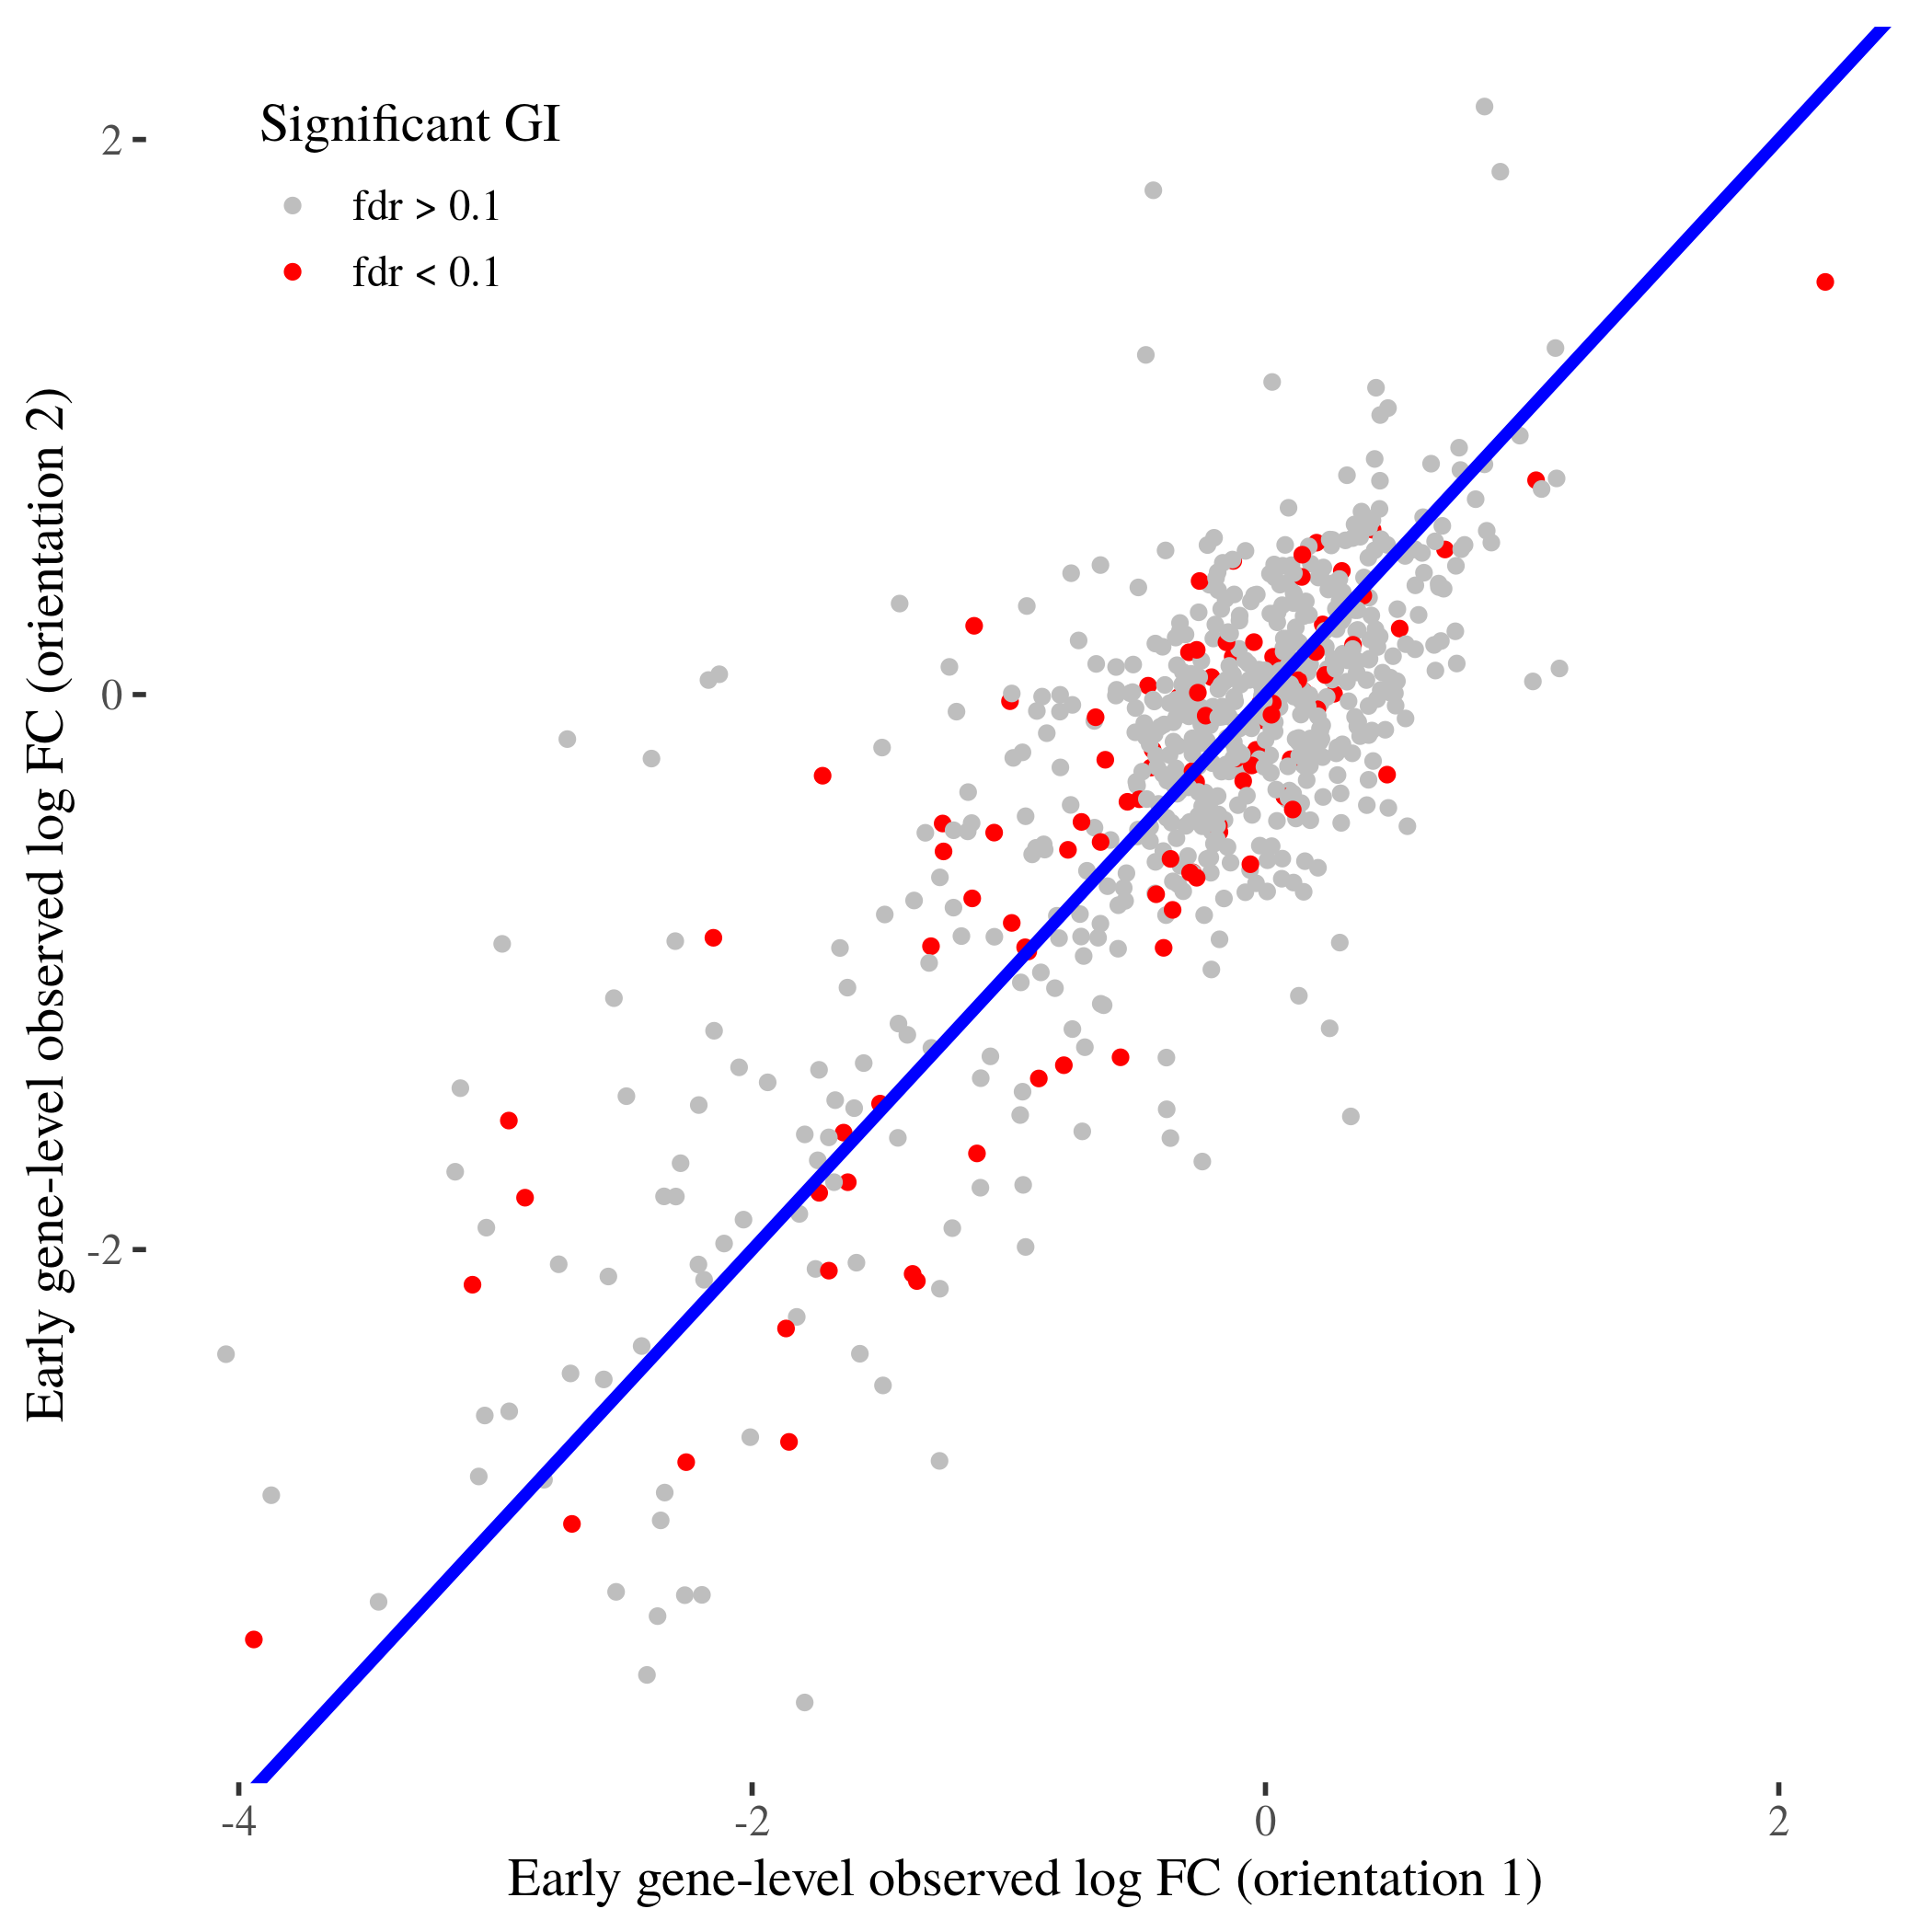 Significant GI
fdr > 0.1
fdr < 0.1
2
0
-2
Early gene-level observed log FC (orientation 2)
-4
-2
0
2
Early gene-level observed log FC (orientation 1)